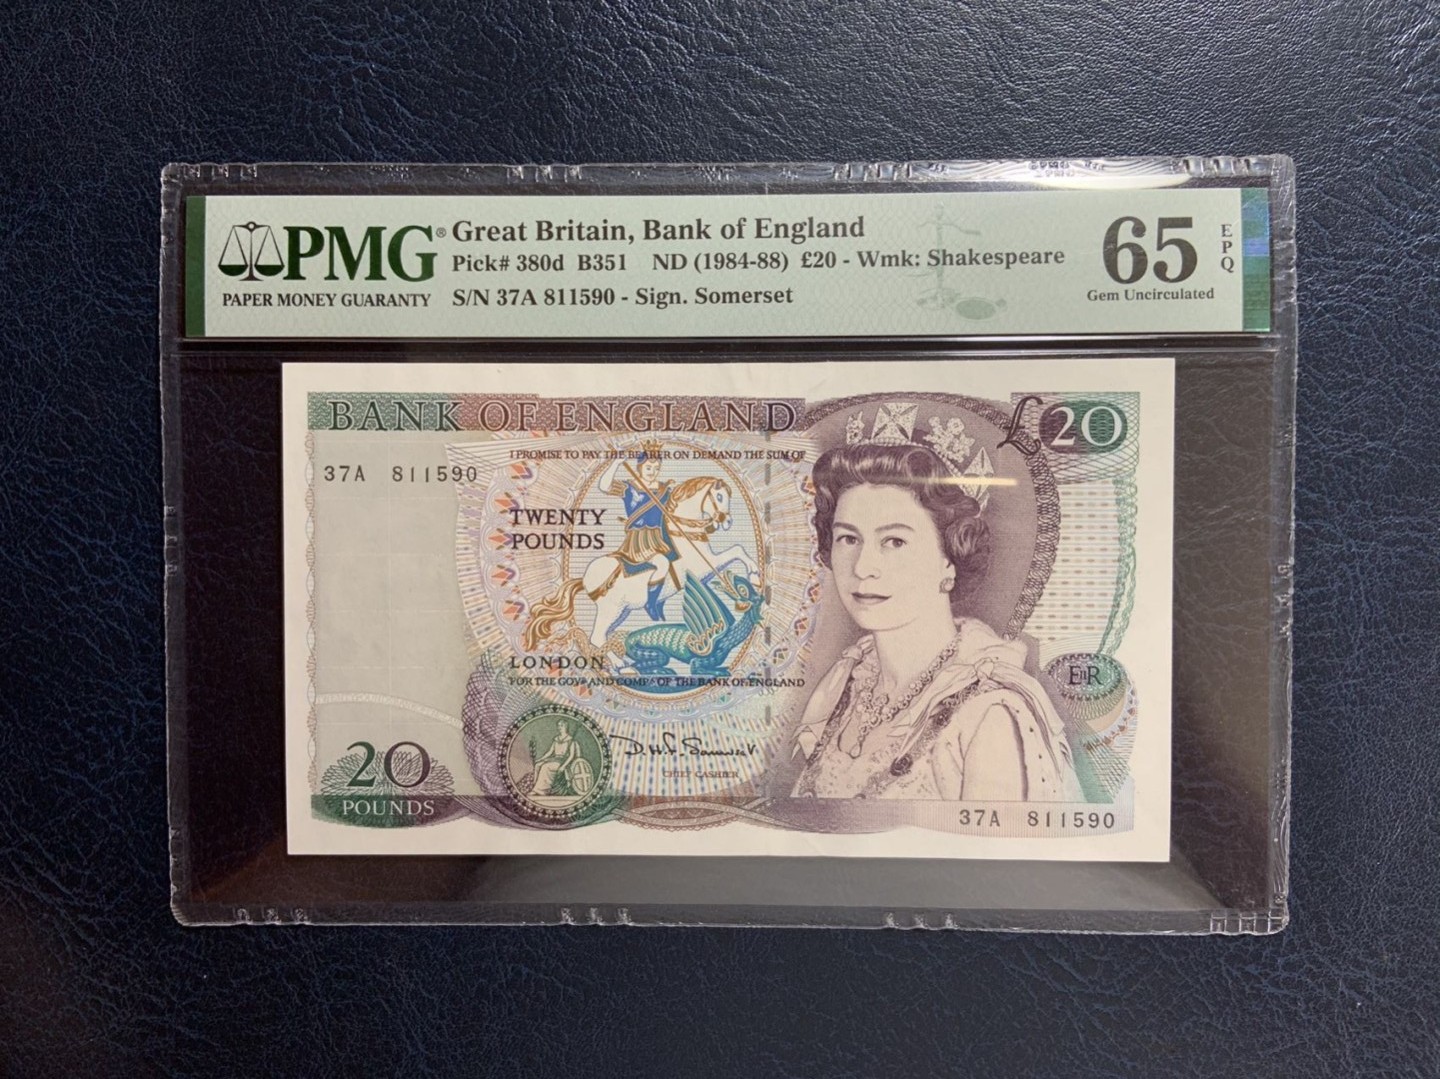 PMG®
PAPER MONEY GUARANTY
Great Britain, Bank of England
Pick# 380d B351 ND (1984-88) £20 - Wmk: Shakespeare
S/N 37A 811590 - Sign. Somerset
65 EPQ
Gem Uncirculated
BANK OF ENGLAND
£20
I PROMISE TO PAY THE BEARER ON DEMAND THE SUM OF
37A 811590
TWENTY
POUNDS
LONDON
FOR THE GOVR AND COMPA OF THE BANK OF ENGLAND
EIIR
D.H.F. Somerset
CHIEF CASHIER
20
POUNDS
37A 811590